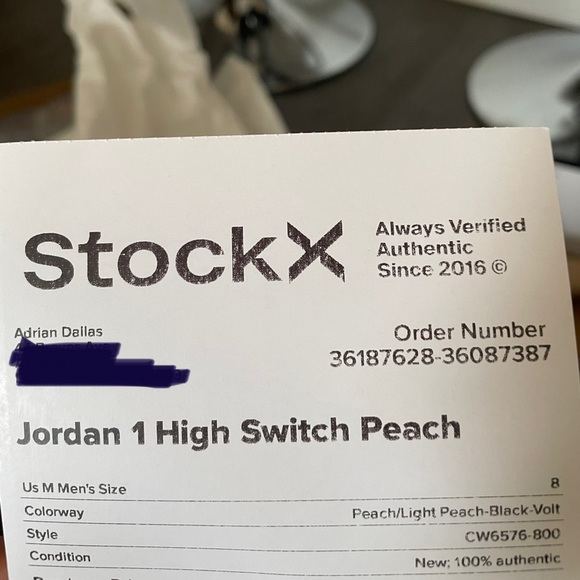 StockX
Always Verified
Authentic
Since 2016 ©
Adrian Dallas
Order Number
36187628-36087387
Jordan 1 High Switch Peach
Us M Men's Size 8
Colorway Peach/Light Peach-Black-Volt
Style CW6576-800
Condition New; 100% authentic